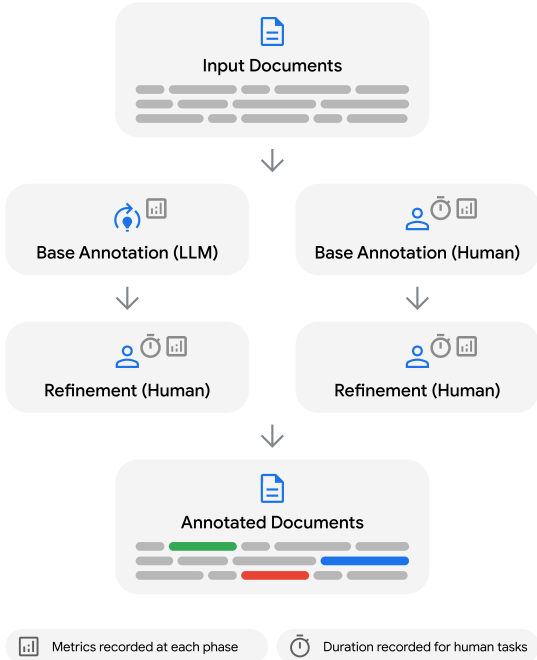 Input Documents
Base Annotation (LLM)
Base Annotation (Human)
Refinement (Human)
Refinement (Human)
Annotated Documents
Metrics recorded at each phase
Duration recorded for human tasks